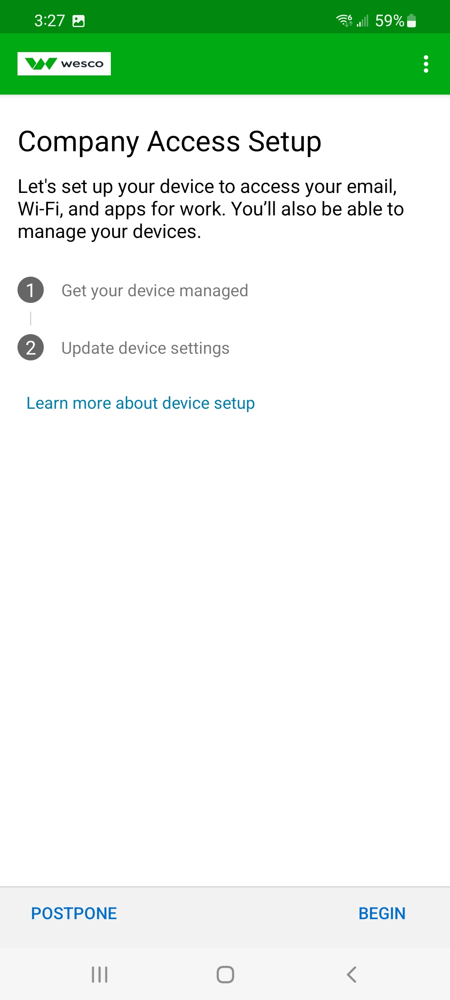 3:27
6
59%
wesco
Company Access Setup
Let's set up your device to access your email,
Wi-Fi, and apps for work. You’ll also be able to
manage your devices.
1 Get your device managed
2 Update device settings
Learn more about device setup
POSTPONE BEGIN